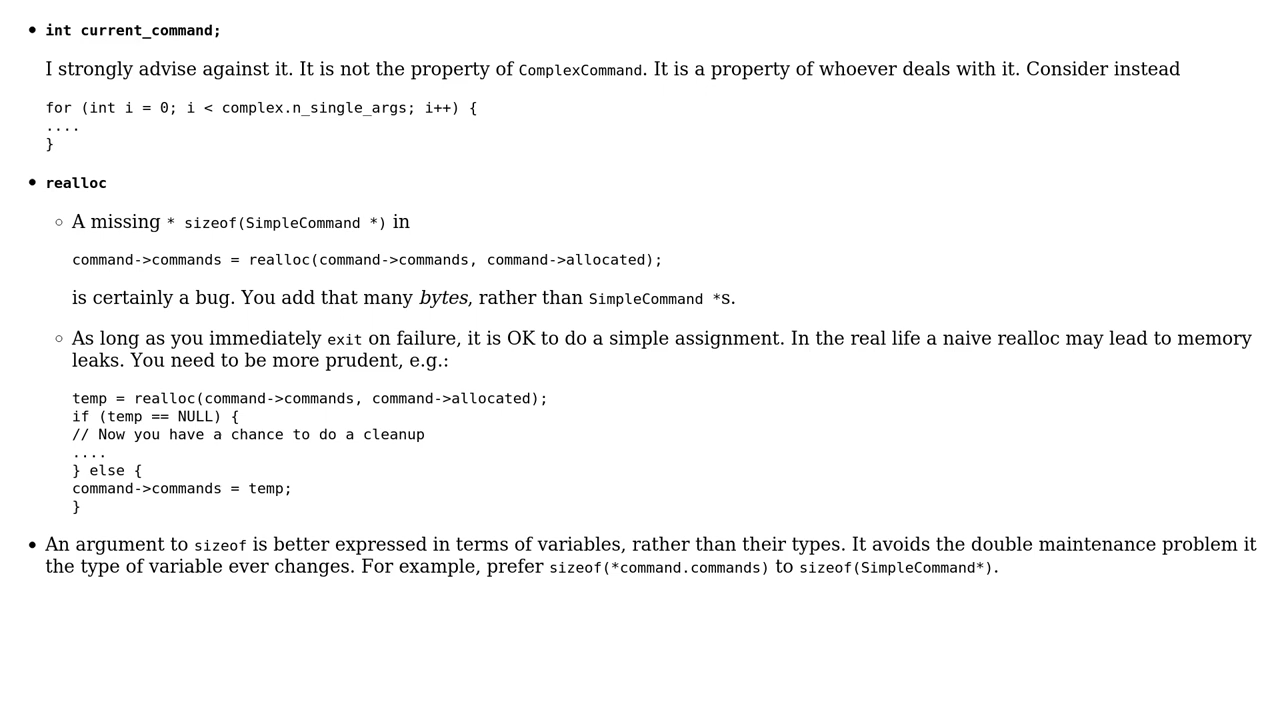 int current_command;
I strongly advise against it. It is not the property of ComplexCommand. It is a property of whoever deals with it. Consider instead
for (int i = 0; i < complex.n_single_args; i++) {
....
}
realloc
A missing * sizeof(SimpleCommand *) in
command->commands = realloc(command->commands, command->allocated);
is certainly a bug. You add that many bytes, rather than SimpleCommand *s.
As long as you immediately exit on failure, it is OK to do a simple assignment. In the real life a naive realloc may lead to memory
leaks. You need to be more prudent, e.g.:
temp = realloc(command->commands, command->allocated);
if (temp == NULL) {
// Now you have a chance to do a cleanup
....
} else {
command->commands = temp;
}
An argument to sizeof is better expressed in terms of variables, rather than their types. It avoids the double maintenance problem it
the type of variable ever changes. For example, prefer sizeof(*command.commands) to sizeof(SimpleCommand*).